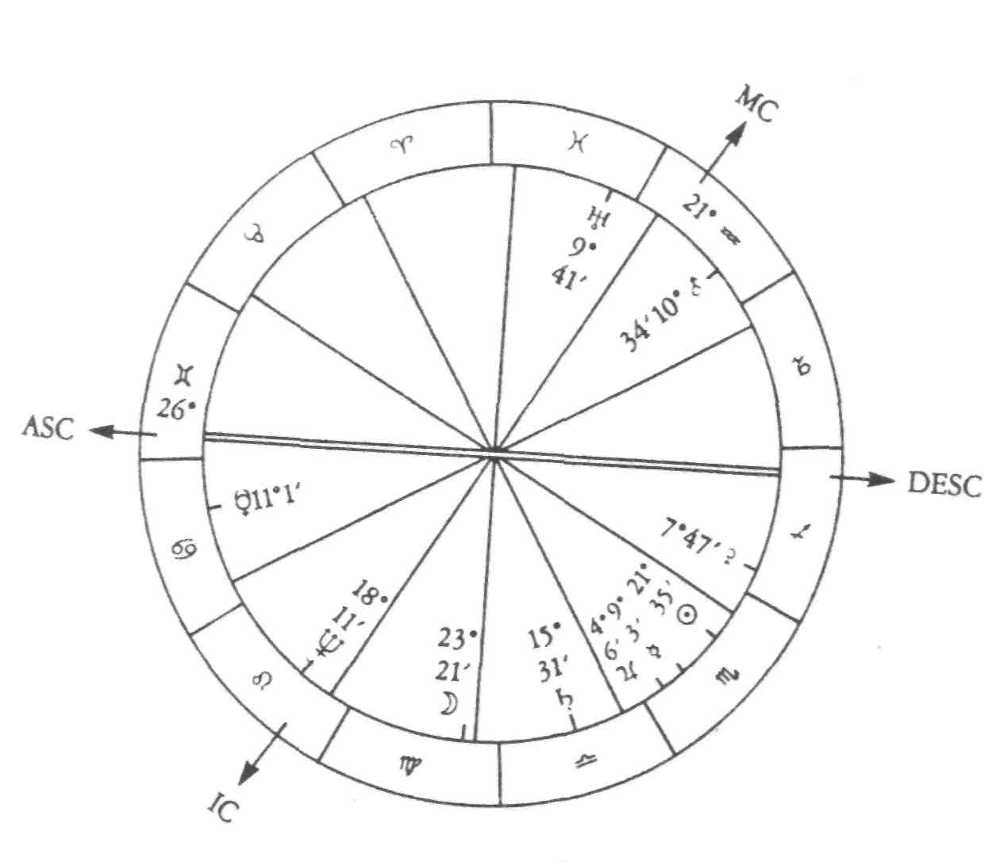 MC
♈
♓
21° ♒
♉
♅
9°
41′
34′ 10° ♂
♊
26°
♑
ASC
DESC
♇ 11° 1′
♋
7° 47′ ♀
♐
18°
11′
♆
23°
21′
☽
15°
31′
♄
4° 9° 21°
6′ 3′ 35′
♃ ☿ ☉
♌
♏
♍
♎
IC